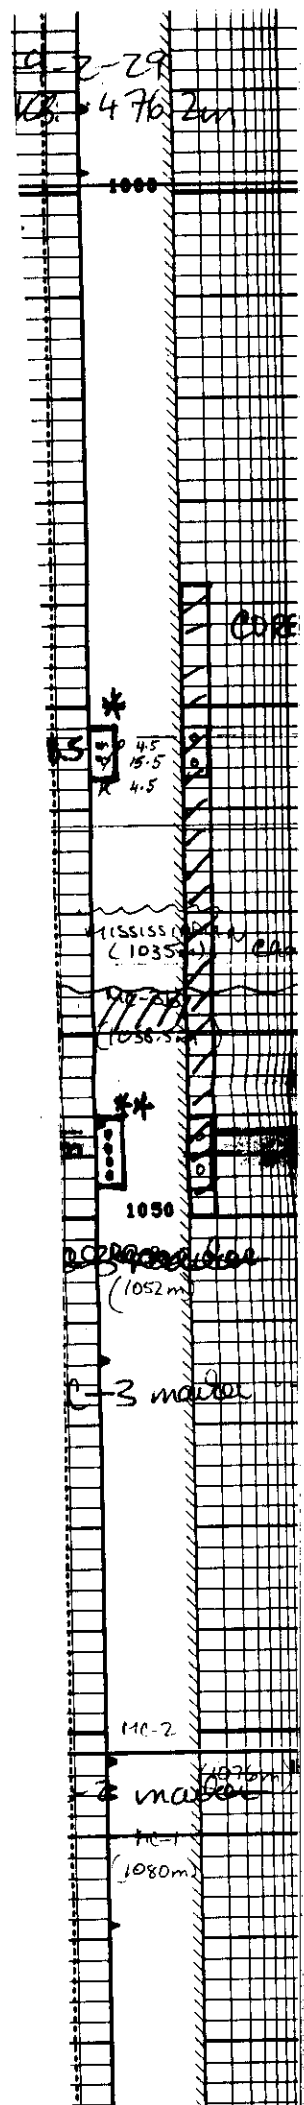 9-2-29
KB 476.2m
1000
CORE
*
4.5
15.5
4.5
MISSISSIPPIAN
(1035m)
(1038.5m)
**
1050
(1052m)
C-3 marker
MC-2
(1076m)
-2 marker
MC-1
(1080m)